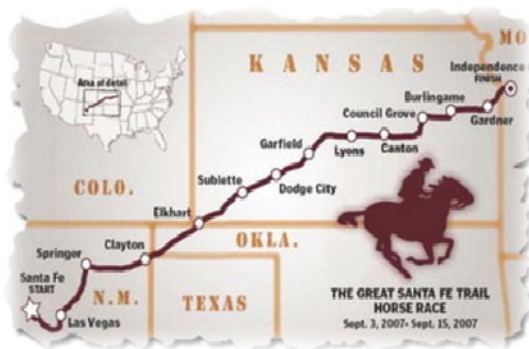 KANSAS
MO
Area of detail
Independence
FINISH
Burlingame
Council Grove
Gardner
Garfield
Lyons
Canton
Sublette
Dodge City
COLO.
Elkhart
OKLA.
Springer
Clayton
Santa Fe
START
N.M.
Las Vegas
TEXAS
THE GREAT SANTA FE TRAIL
HORSE RACE
Sept. 3, 2007- Sept. 15, 2007